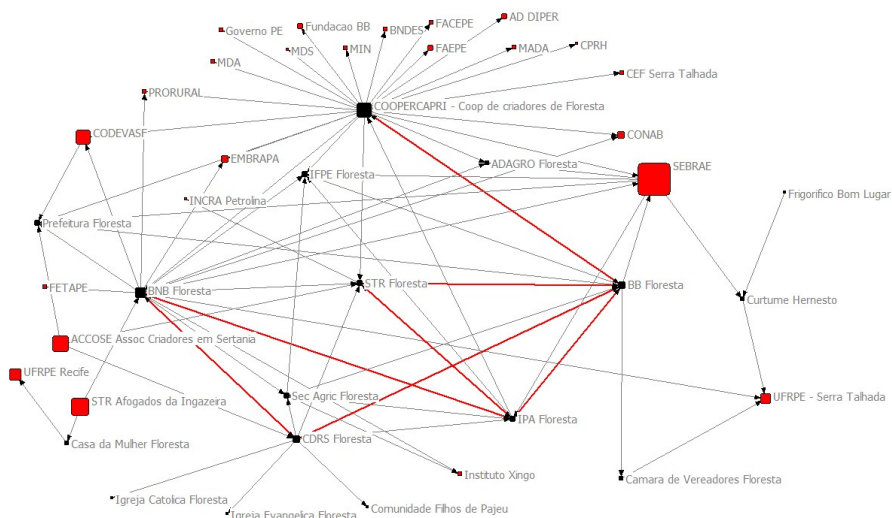 Governo PE
Fundacao BB
BNDES
FACEPE
AD DIPER
MDS
MIN
FAEPE
MADA
CPRH
MDA
CEF Serra Talhada
PRORURAL
COOPERCAPRI - Coop de criadores de Floresta
CODEVASF
CONAB
EMBRAPA
IFPE Floresta
ADAGRO Floresta
SEBRAE
INCRA Petrolina
Frigorifico Bom Lugar
Prefeitura Floresta
FETAPE
BNB Floresta
STR Floresta
BB Floresta
Curtume Hernesto
ACCOSE Assoc Criadores em Sertania
UFRPE Recife
STR Afogados da Ingazeira
Sec Agric Floresta
UFRPE - Serra Talhada
IPA Floresta
Casa da Mulher Floresta
CDRS Floresta
Instituto Xingo
Camara de Vereadores Floresta
Igreja Catolica Floresta
Comunidade Filhos de Pajeu
Igreja Evangelica Floresta